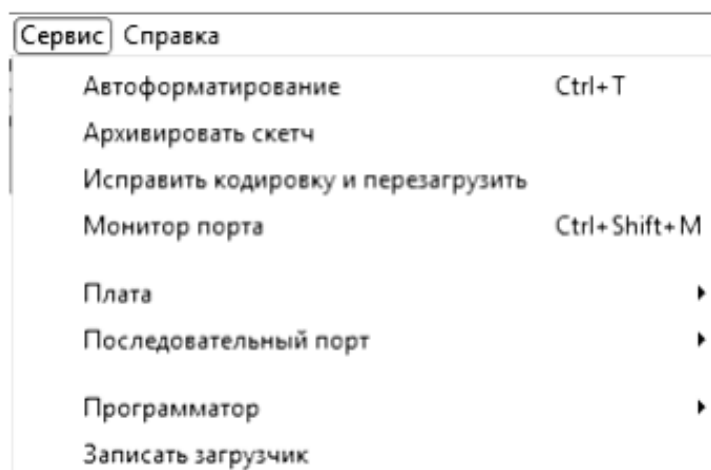 Сервис Справка
Автоформатирование Ctrl+T
Архивировать скетч
Исправить кодировку и перезагрузить
Монитор порта Ctrl+Shift+M
Плата
Последовательный порт
Программатор
Записать загрузчик